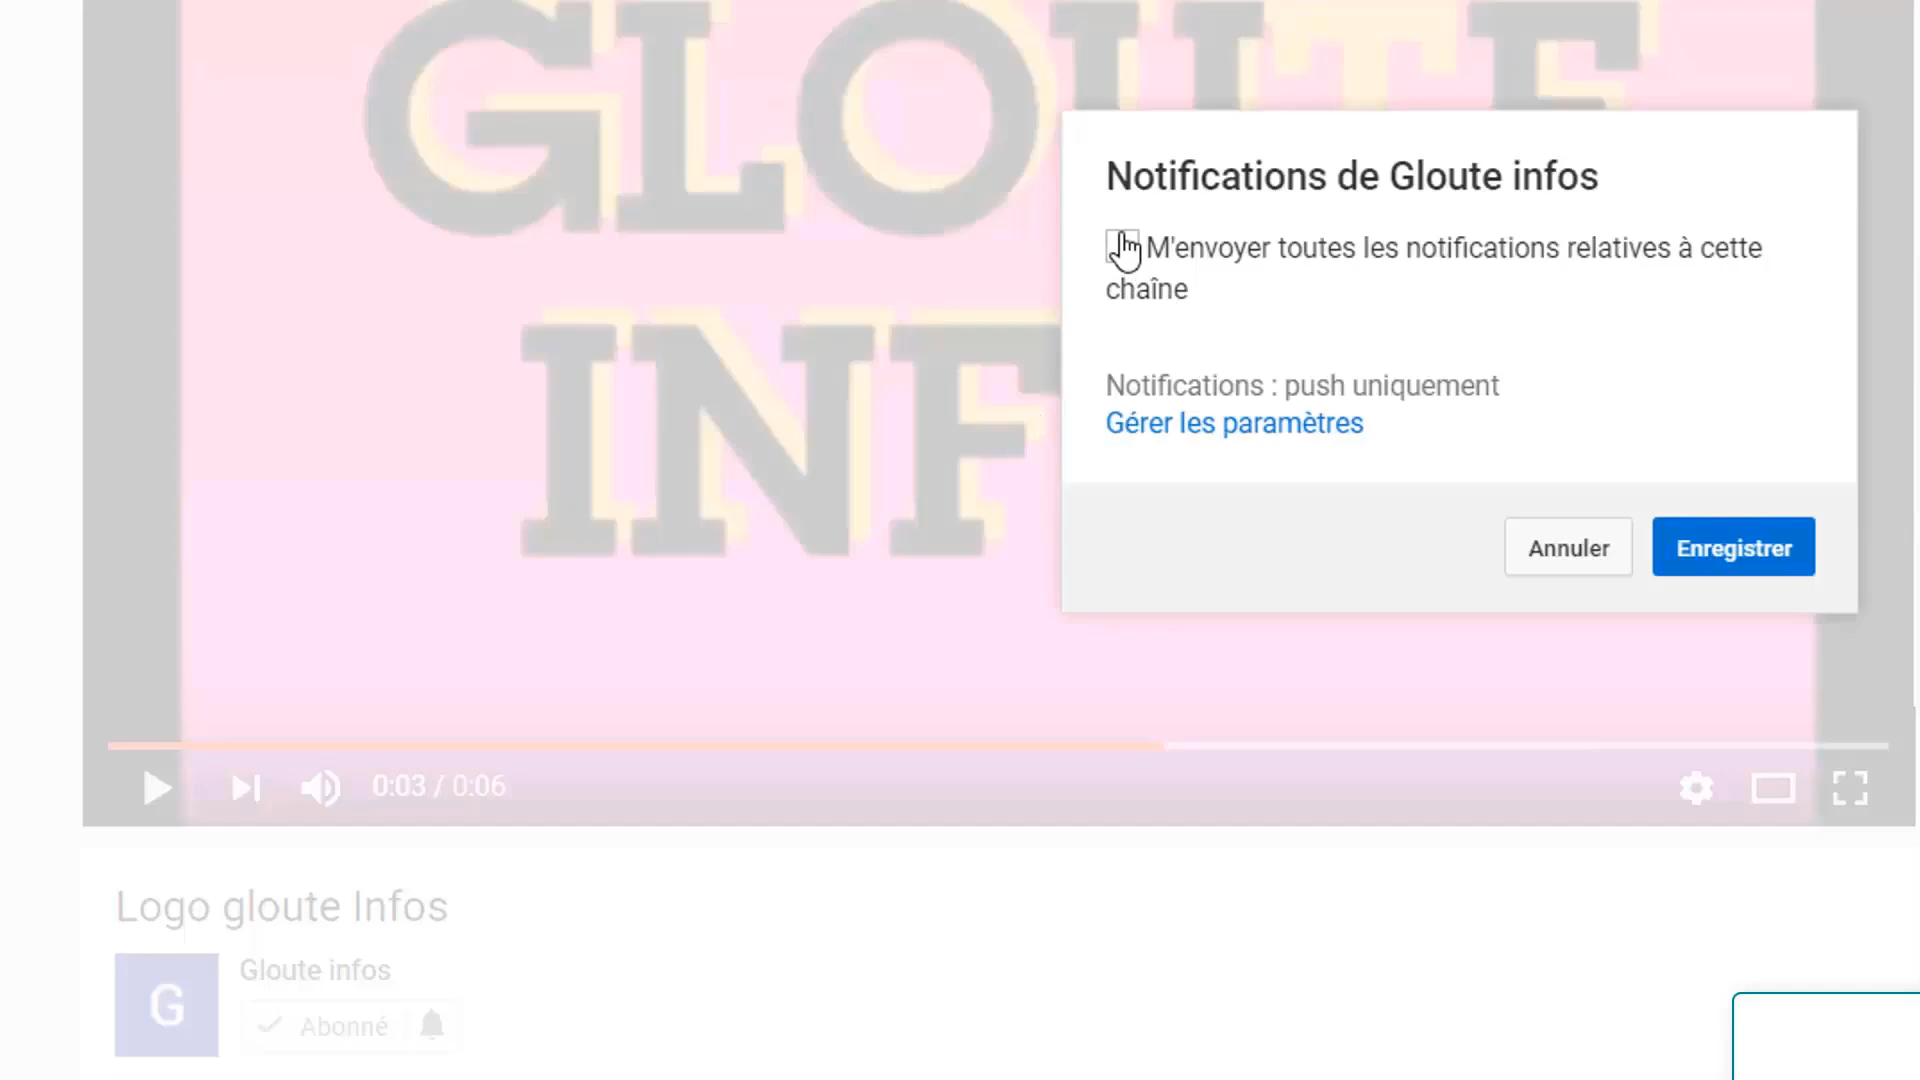 GLOUTE
Notifications de Gloute infos
M'envoyer toutes les notifications relatives à cette
chaîne
INF
Notifications : push uniquement
Gérer les paramètres
Annuler
Enregistrer
0:03 / 0:06
Logo gloute Infos
G
Gloute infos
Abonné